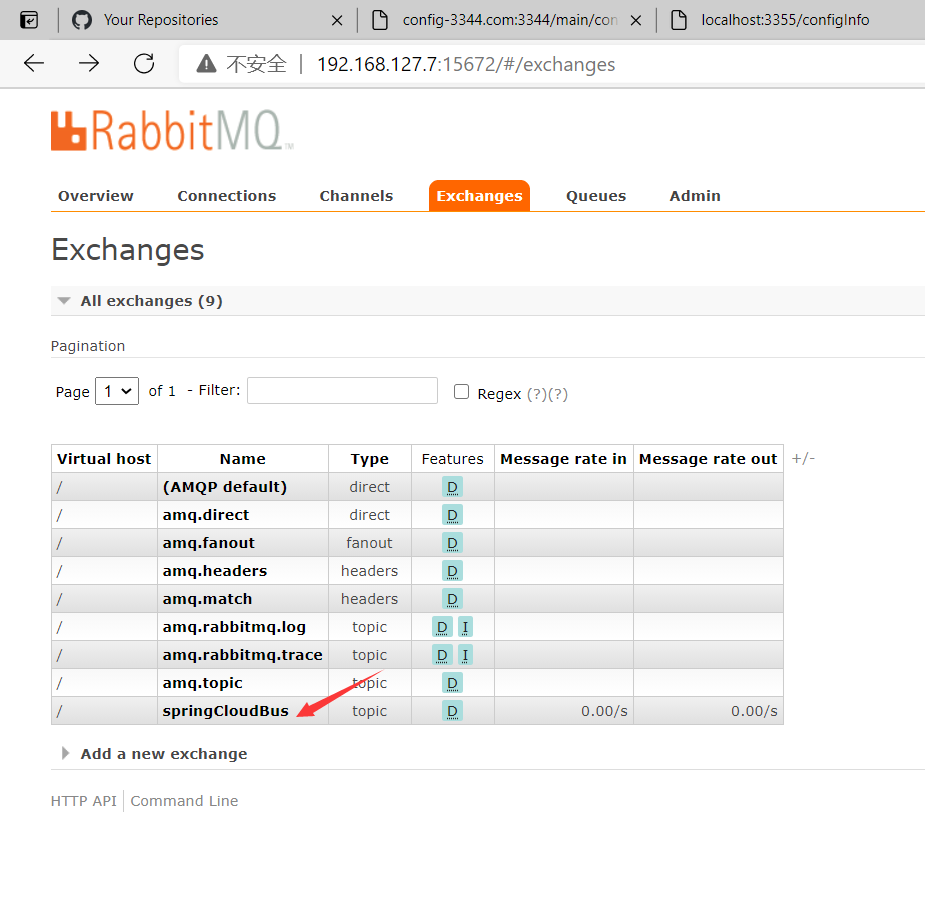 Your Repositories
config-3344.com:3344/main/con
localhost:3355/configInfo
不安全 | 192.168.127.7:15672/#/exchanges
RabbitMQ TM
Overview Connections Channels Exchanges Queues Admin
Exchanges
All exchanges (9)
Pagination
Page 1 of 1 - Filter: Regex (?)(?)
Virtual host Name Type Features Message rate in Message rate out +/-
/ (AMQP default) direct D
/ amq.direct direct D
/ amq.fanout fanout D
/ amq.headers headers D
/ amq.match headers D
/ amq.rabbitmq.log topic D I
/ amq.rabbitmq.trace topic D I
/ amq.topic topic D
/ springCloudBus topic D 0.00/s 0.00/s
Add a new exchange
HTTP API Command Line